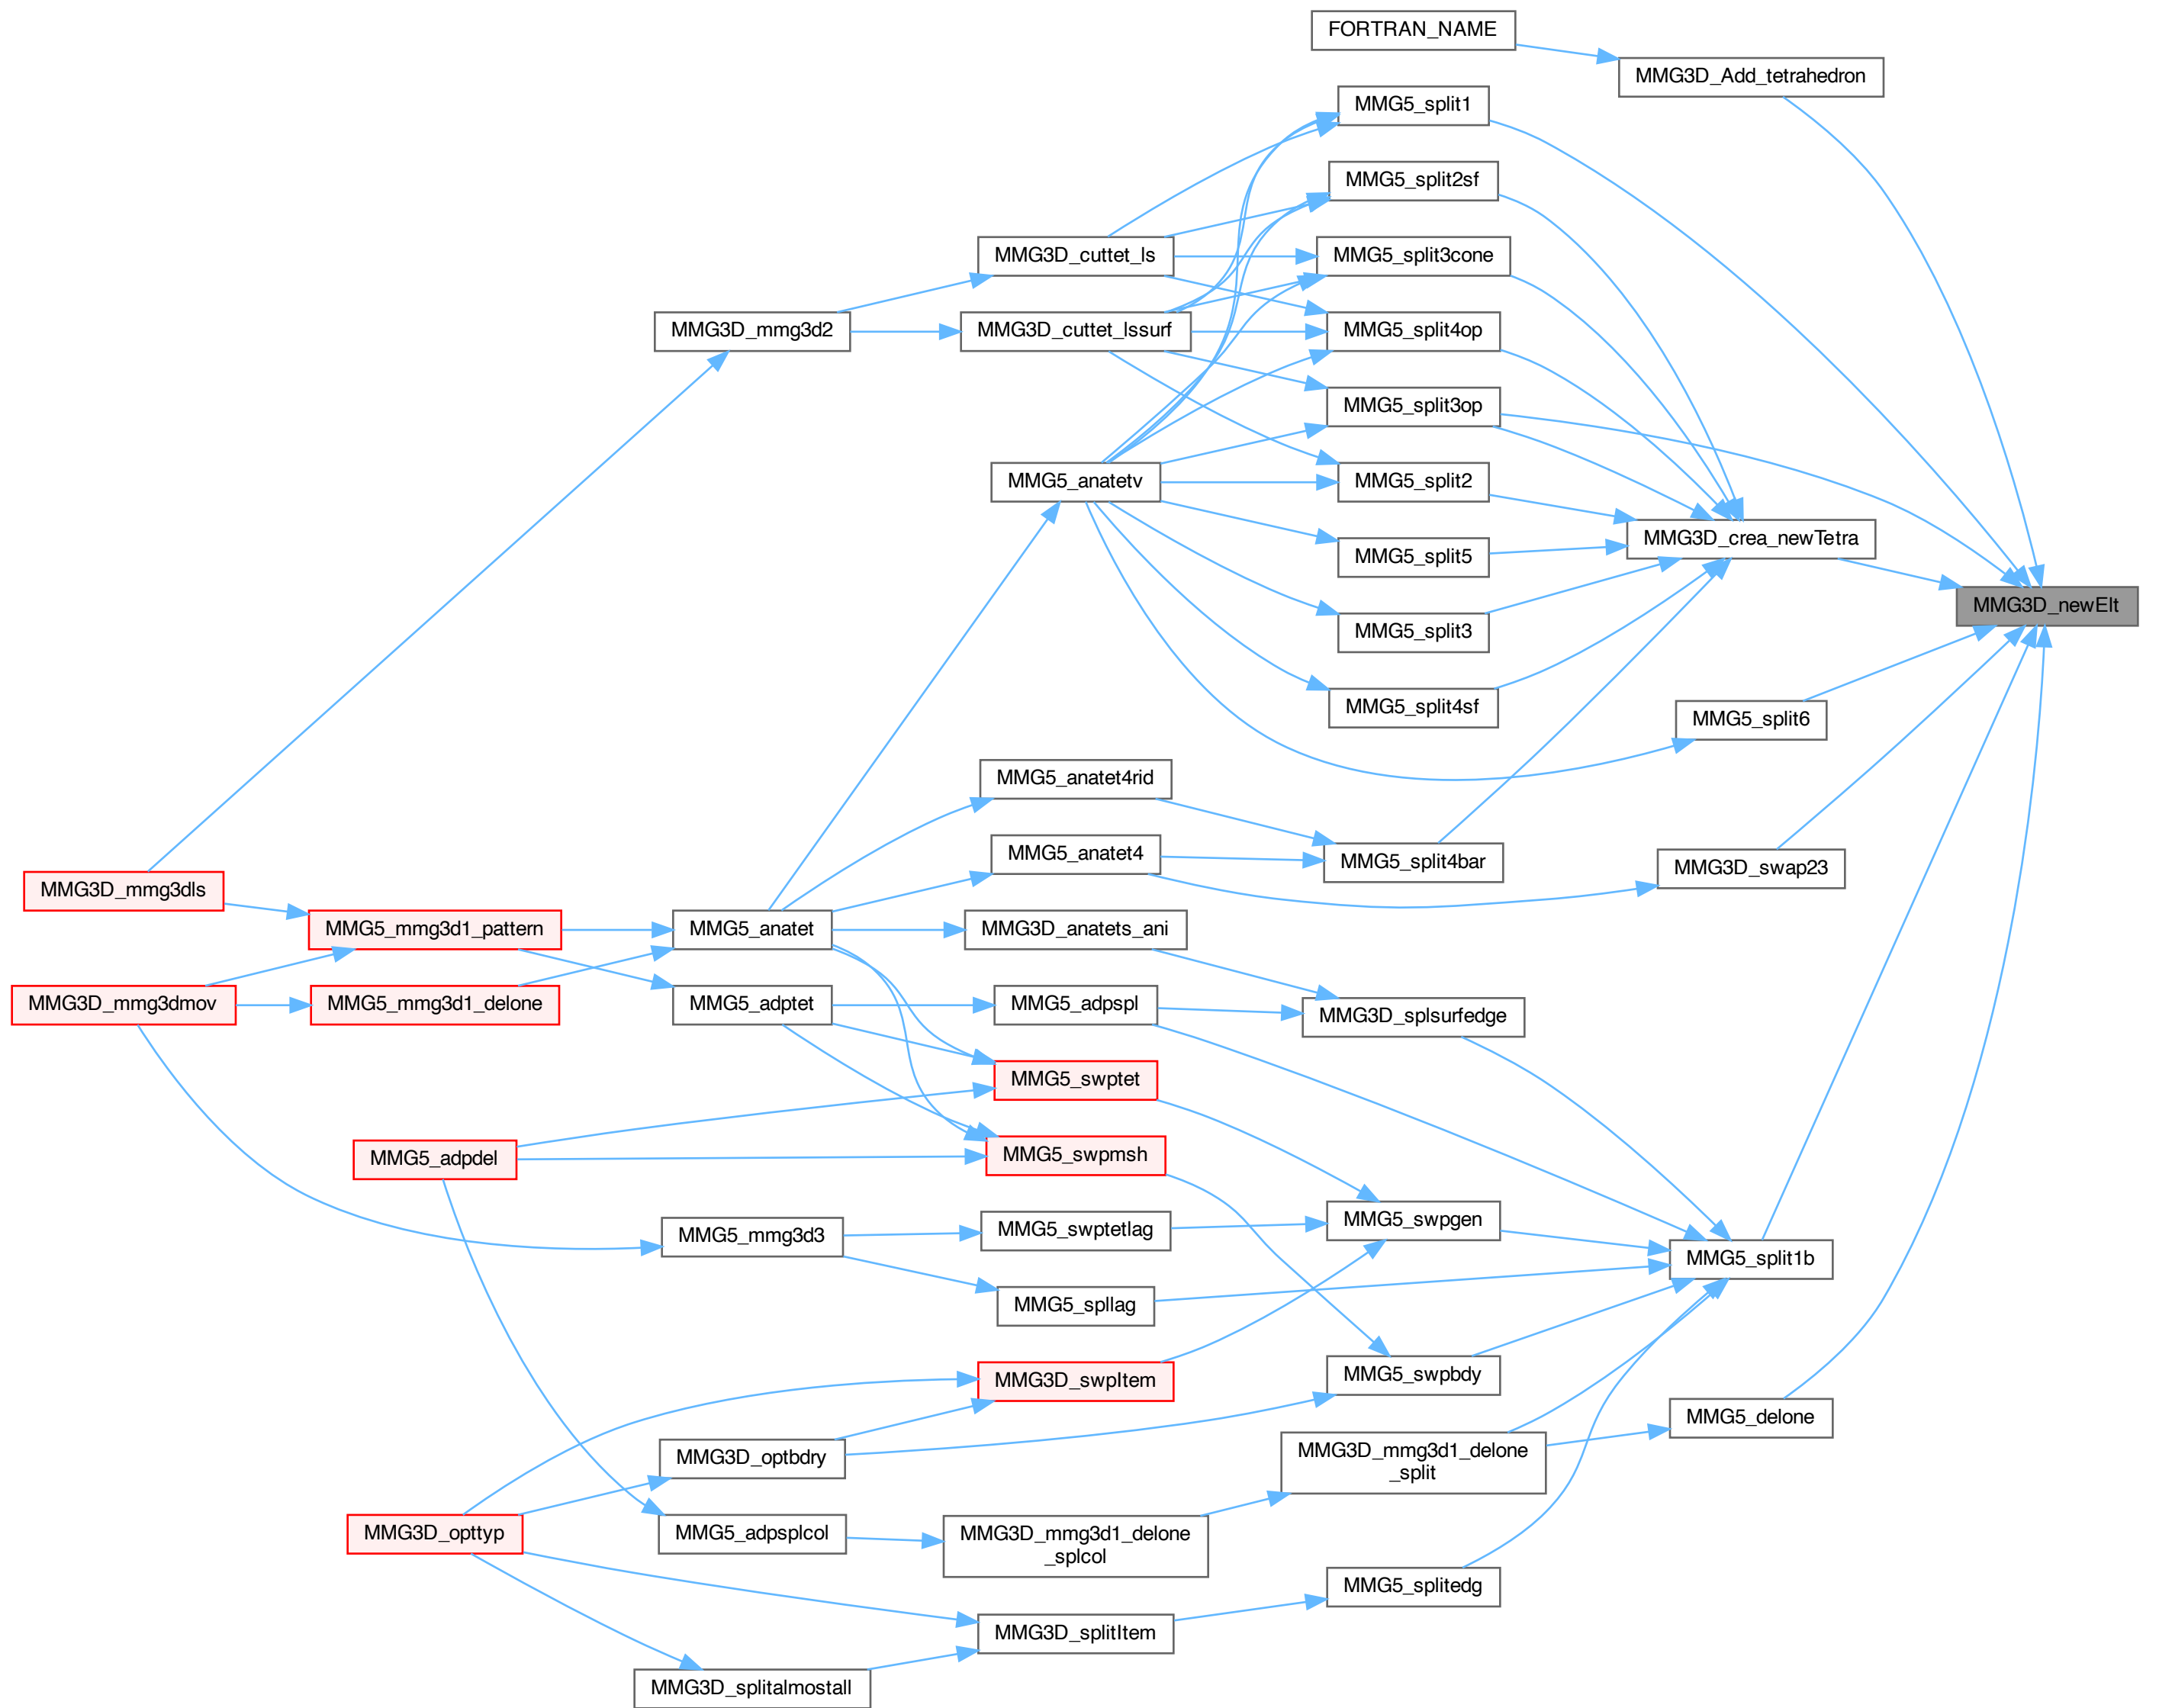 FORTRAN_NAME
MMG3D_Add_tetrahedron
MMG5_split1
MMG5_split2sf
MMG3D_cuttet_ls
MMG5_split3cone
MMG3D_mmg3d2
MMG3D_cuttet_lssurf
MMG5_split4op
MMG5_split3op
MMG5_anatetv
MMG5_split2
MMG3D_crea_newTetra
MMG5_split5
MMG3D_newElt
MMG5_split3
MMG5_split4sf
MMG5_split6
MMG5_anatet4rid
MMG5_anatet4
MMG5_split4bar
MMG3D_swap23
MMG3D_mmg3dls
MMG5_mmg3d1_pattern
MMG5_anatet
MMG3D_anatets_ani
MMG3D_mmg3dmov
MMG5_mmg3d1_delone
MMG5_adptet
MMG5_adpspl
MMG3D_splsurfedge
MMG5_swptet
MMG5_adpdel
MMG5_swpmsh
MMG5_mmg3d3
MMG5_swptetlag
MMG5_swpgen
MMG5_split1b
MMG5_spllag
MMG3D_swpItem
MMG5_swpbdy
MMG5_delone
MMG3D_optbdry
MMG3D_mmg3d1_delone
_split
MMG3D_opttyp
MMG5_adpsplcol
MMG3D_mmg3d1_delone
_splcol
MMG5_splitedg
MMG3D_splitItem
MMG3D_splitalmostall